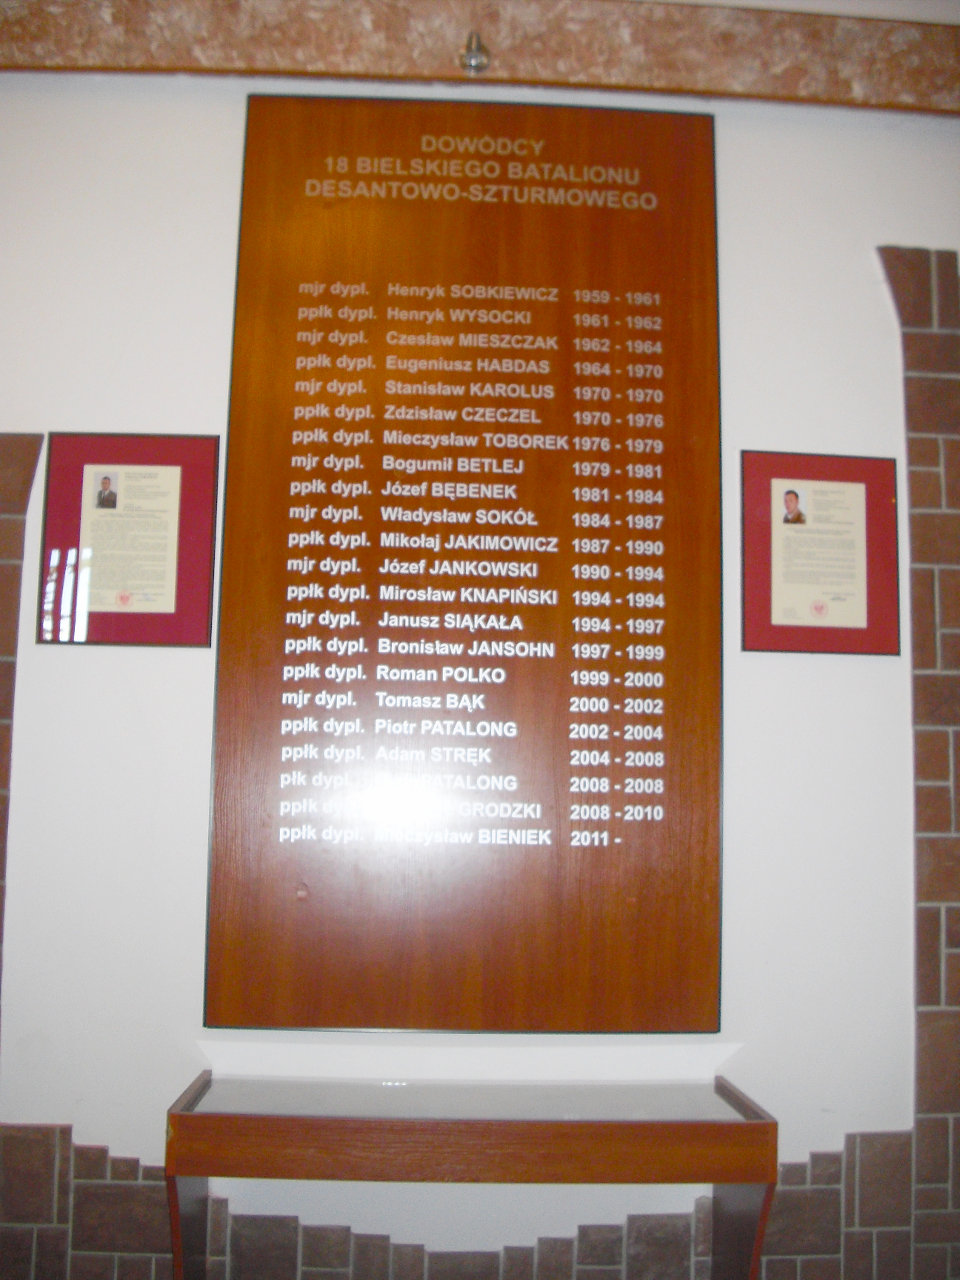 DOWÓDCY
18 BIELSKIEGO BATALIONU
DESANTOWO-SZTURMOWEGO
mjr dypl. Henryk SOBKIEWICZ 1959 - 1961
ppłk dypl. Henryk WYSOCKI 1961 - 1962
mjr dypl. Czesław MIESZCZAK 1962 - 1964
ppłk dypl. Eugeniusz HABDAS 1964 - 1970
mjr dypl. Stanisław KAROLUS 1970 - 1970
ppłk dypl. Zdzisław CZECZEL 1970 - 1976
ppłk dypl. Mieczysław TOBOREK 1976 - 1979
mjr dypl. Bogumił BETLEJ 1979 - 1981
ppłk dypl. Józef BĘBENEK 1981 - 1984
mjr dypl. Władysław SOKÓŁ 1984 - 1987
ppłk dypl. Mikołaj JAKIMOWICZ 1987 - 1990
mjr dypl. Józef JANKOWSKI 1990 - 1994
ppłk dypl. Mirosław KNAPIŃSKI 1994 - 1994
mjr dypl. Janusz SIĄKAŁA 1994 - 1997
ppłk dypl. Bronisław JANSOHN 1997 - 1999
ppłk dypl. Roman POLKO 1999 - 2000
mjr dypl. Tomasz BĄK 2000 - 2002
ppłk dypl. Piotr PATALONG 2002 - 2004
ppłk dypl. Adam STRĘK 2004 - 2008
płk dypl. PATALONG 2008 - 2008
ppłk dypl. GRODZKI 2008 - 2010
ppłk dypl. Mieczysław BIENIEK 2011 -